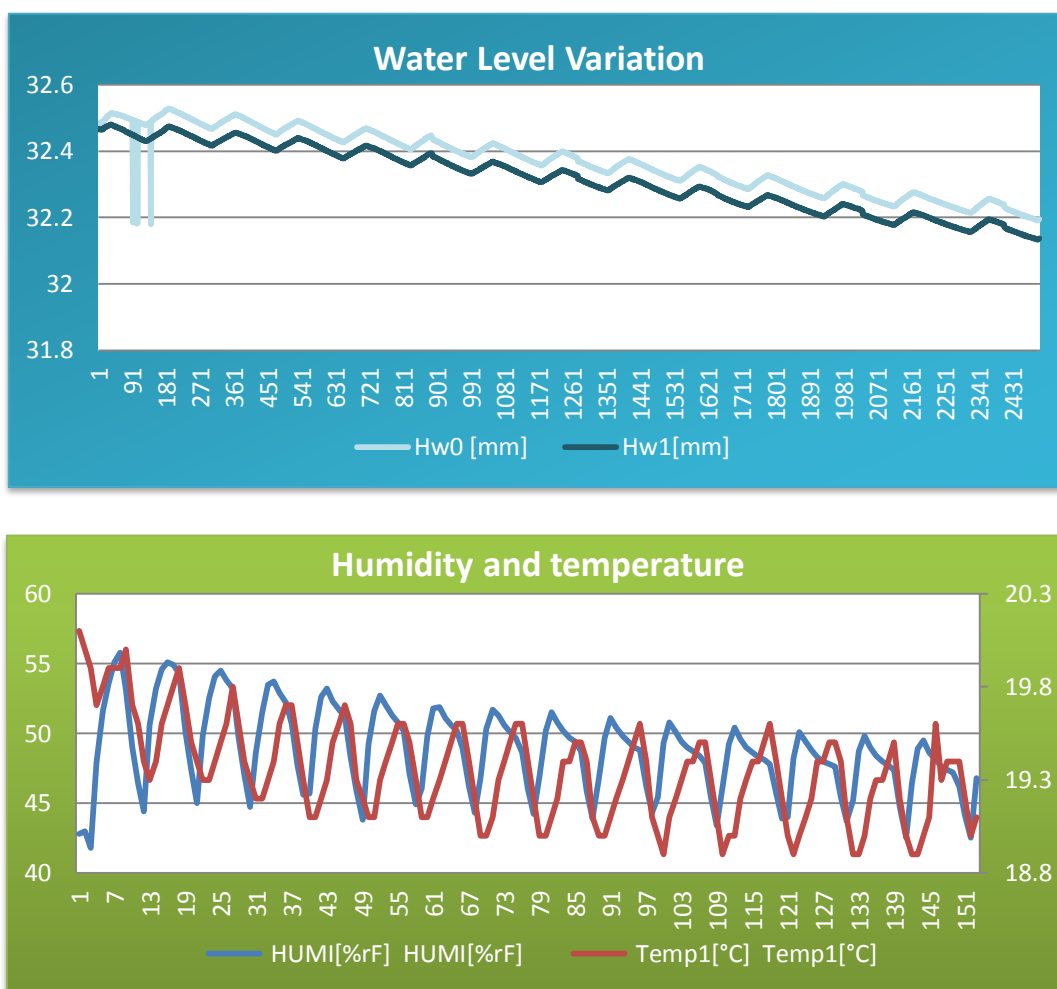 Water Level Variation
32.6
32.4
32.2
32
31.8
1 91 181 271 361 451 541 631 721 811 901 991 1081 1171 1261 1351 1441 1531 1621 1711 1801 1891 1981 2071 2161 2251 2341 2431
Hw0 [mm] Hw1[mm]
Humidity and temperature
60 20.3
55
50 19.8
45 19.3
40 18.8
1 7 13 19 25 31 37 43 49 55 61 67 73 79 85 91 97 103 109 115 121 127 133 139 145 151
HUMI[%rF] HUMI[%rF] Temp1[°C] Temp1[°C]